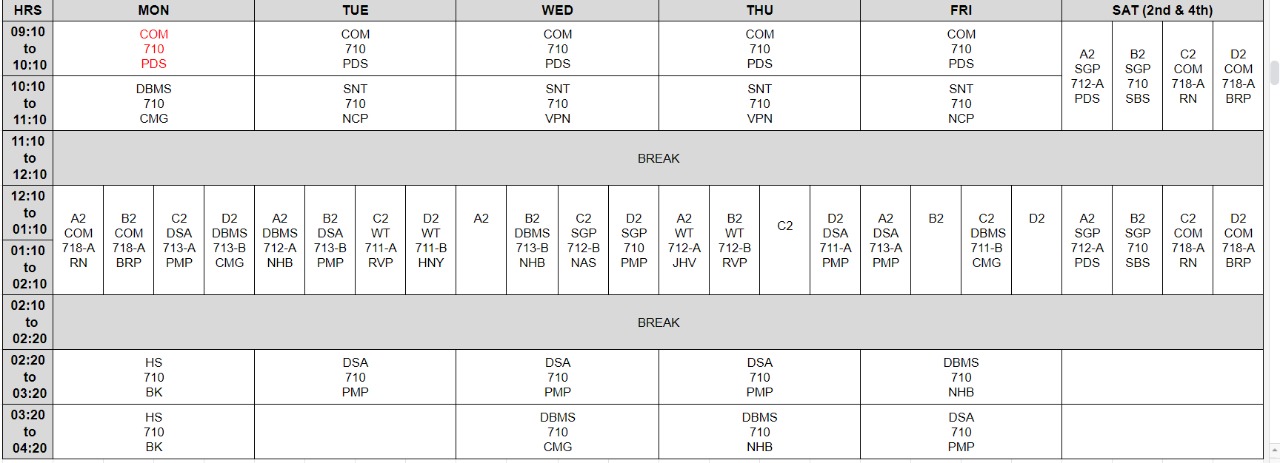 HRS MON TUE WED THU FRI SAT (2nd & 4th)
09:10
to
10:10
COM
710
PDS
COM
710
PDS
COM
710
PDS
COM
710
PDS
COM
710
PDS
A2
SGP
712-A
PDS
B2
SGP
710
SBS
C2
COM
718-A
RN
D2
COM
718-A
BRP
10:10
to
11:10
DBMS
710
CMG
SNT
710
NCP
SNT
710
VPN
SNT
710
VPN
SNT
710
NCP
11:10
to
12:10
BREAK
12:10
to
01:10
01:10
to
02:10
A2
COM
718-A
RN
B2
COM
718-A
BRP
C2
DSA
713-A
PMP
D2
DBMS
713-B
CMG
A2
DBMS
712-A
NHB
B2
DSA
713-B
PMP
C2
WT
711-A
RVP
D2
WT
711-B
HNY
A2
B2
DBMS
713-B
NHB
C2
SGP
712-B
NAS
D2
SGP
710
PMP
A2
WT
712-A
JHV
B2
WT
712-B
RVP
C2
D2
DSA
711-A
PMP
A2
DSA
713-A
PMP
B2
C2
DBMS
711-B
CMG
D2
A2
SGP
712-A
PDS
B2
SGP
710
SBS
C2
COM
718-A
RN
D2
COM
718-A
BRP
02:10
to
02:20
BREAK
02:20
to
03:20
HS
710
BK
DSA
710
PMP
DSA
710
PMP
DSA
710
PMP
DBMS
710
NHB
03:20
to
04:20
HS
710
BK
DBMS
710
CMG
DBMS
710
NHB
DSA
710
PMP